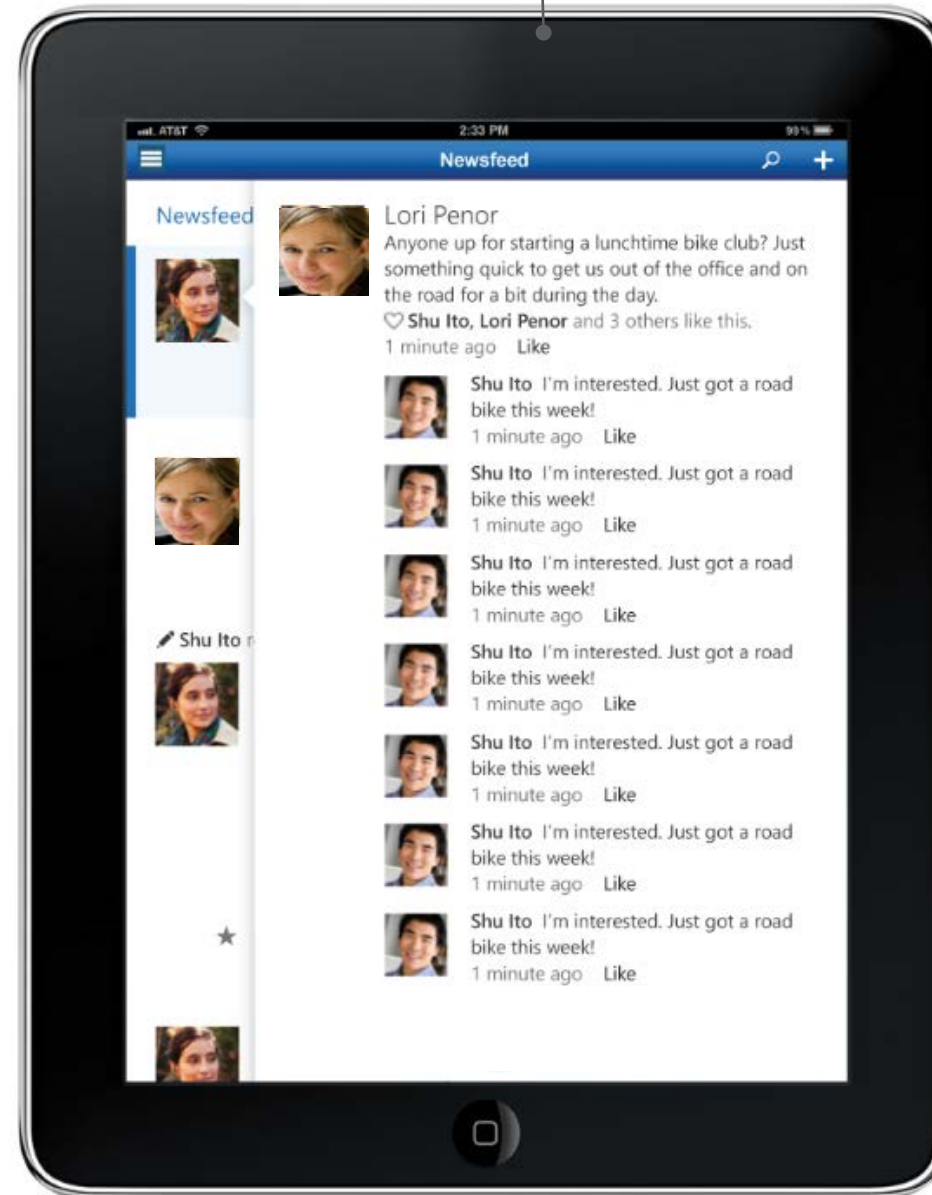 AT&T
2:33 PM
99%
Newsfeed
Newsfeed
Lori Penor
Anyone up for starting a lunchtime bike club? Just
something quick to get us out of the office and on
the road for a bit during the day.
Shu Ito, Lori Penor and 3 others like this.
1 minute ago Like
Shu Ito I'm interested. Just got a road
bike this week!
1 minute ago Like
Shu Ito I'm interested. Just got a road
bike this week!
1 minute ago Like
Shu Ito I'm interested. Just got a road
bike this week!
1 minute ago Like
Shu Ito I'm interested. Just got a road
bike this week!
1 minute ago Like
Shu Ito I'm interested. Just got a road
bike this week!
1 minute ago Like
Shu Ito I'm interested. Just got a road
bike this week!
1 minute ago Like
Shu Ito I'm interested. Just got a road
bike this week!
1 minute ago Like
Shu Ito